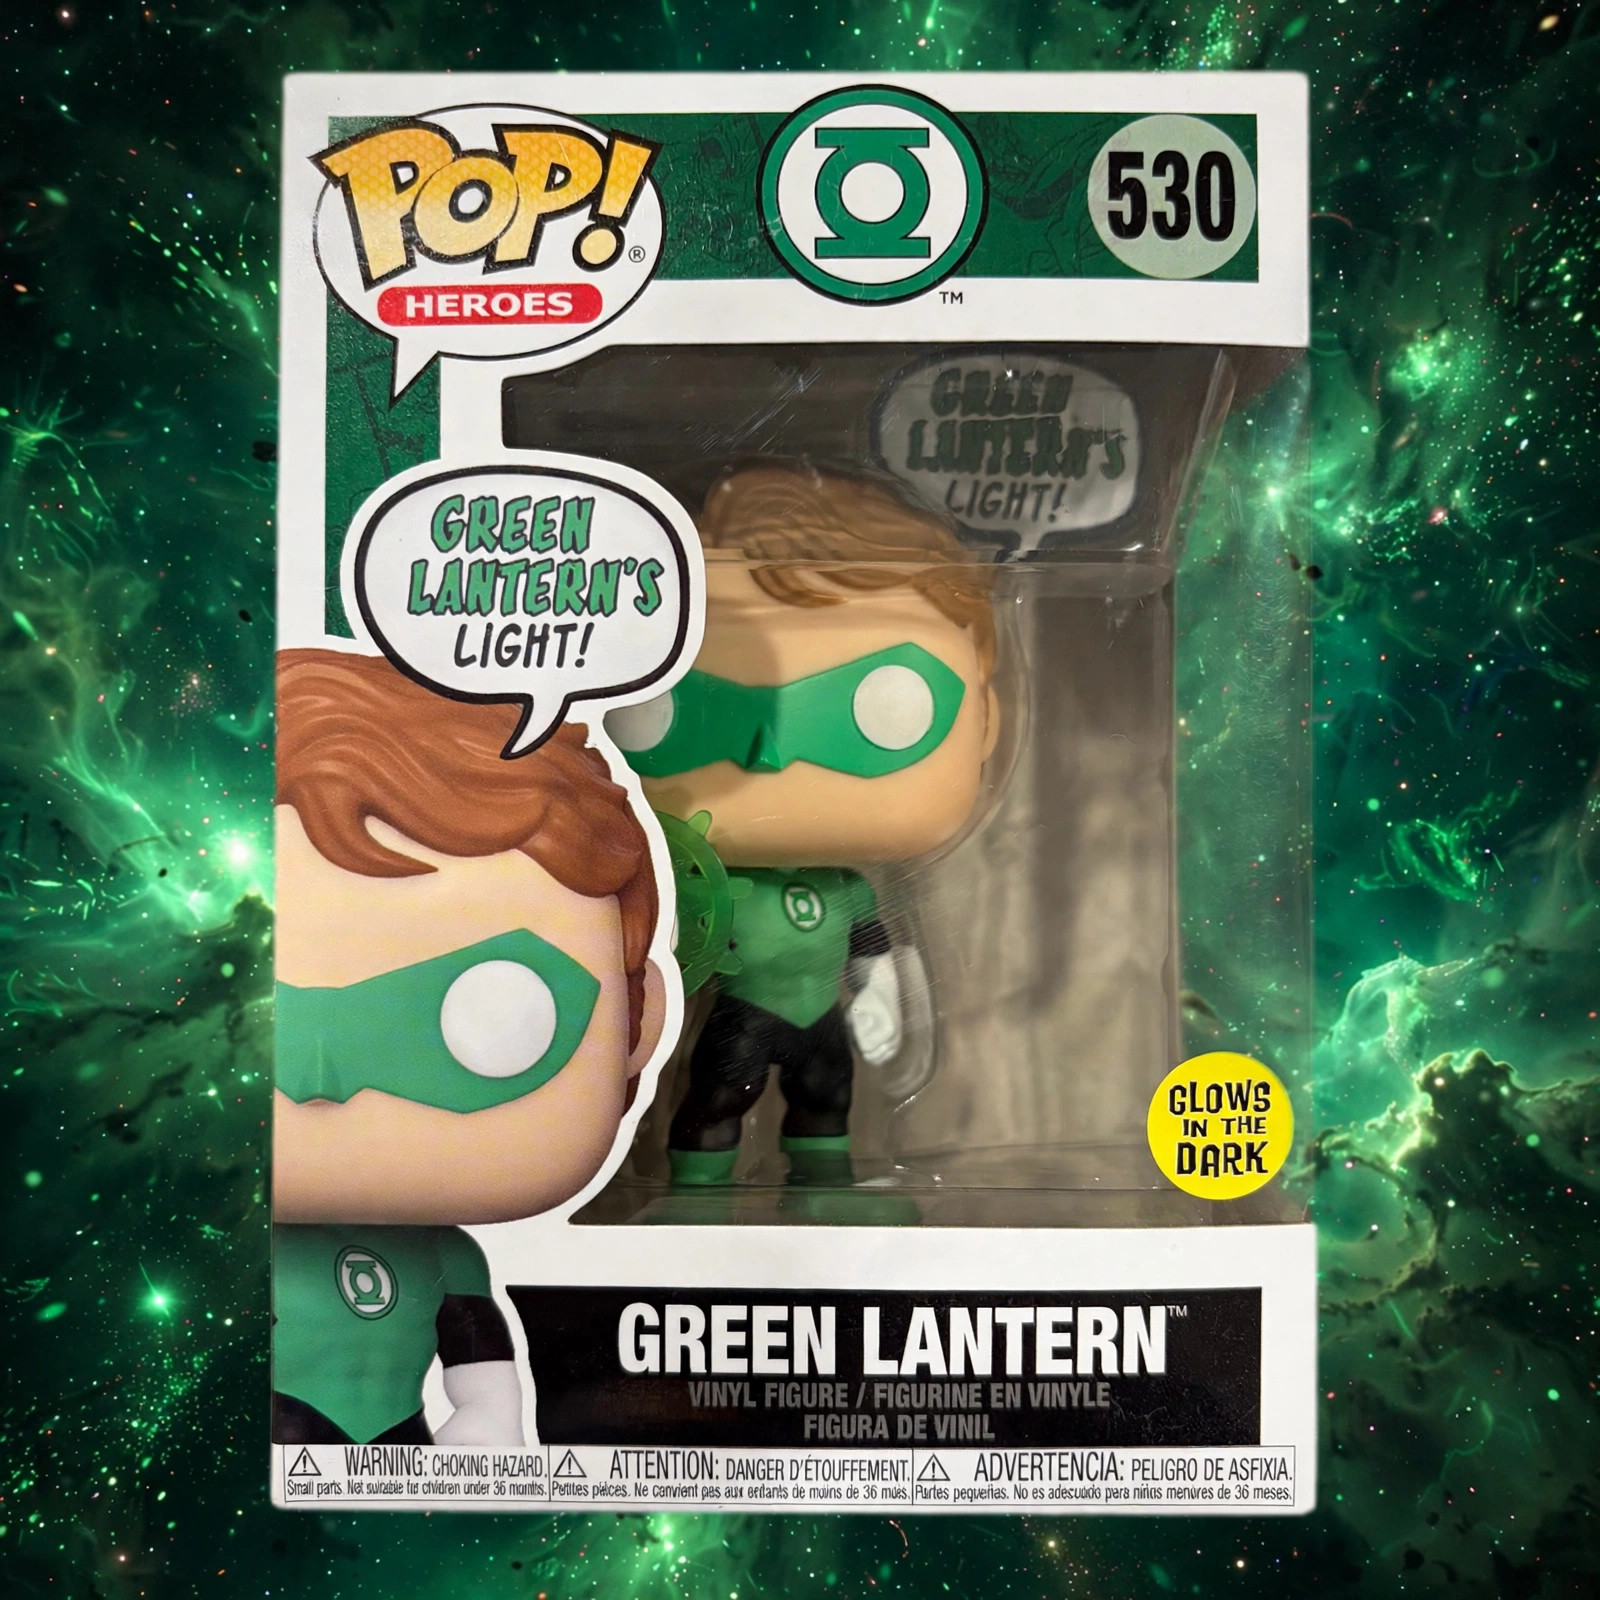 POP!®
HEROES
™
530
GREEN
LANTERN'S
LIGHT!
GREEN
LANTERN'S
LIGHT!
GLOWS
IN THE
DARK
GREEN LANTERN™
VINYL FIGURE / FIGURINE EN VINYLE
FIGURA DE VINIL
WARNING: CHOKING HAZARD.
Small parts. Not suitable for children under 36 months.
ATTENTION: DANGER D'ÉTOUFFEMENT.
Petites pièces. Ne convient pas aux enfants de moins de 36 mois.
ADVERTENCIA: PELIGRO DE ASFIXIA.
Partes pequeñas. No es adecuado para niños menores de 36 meses.